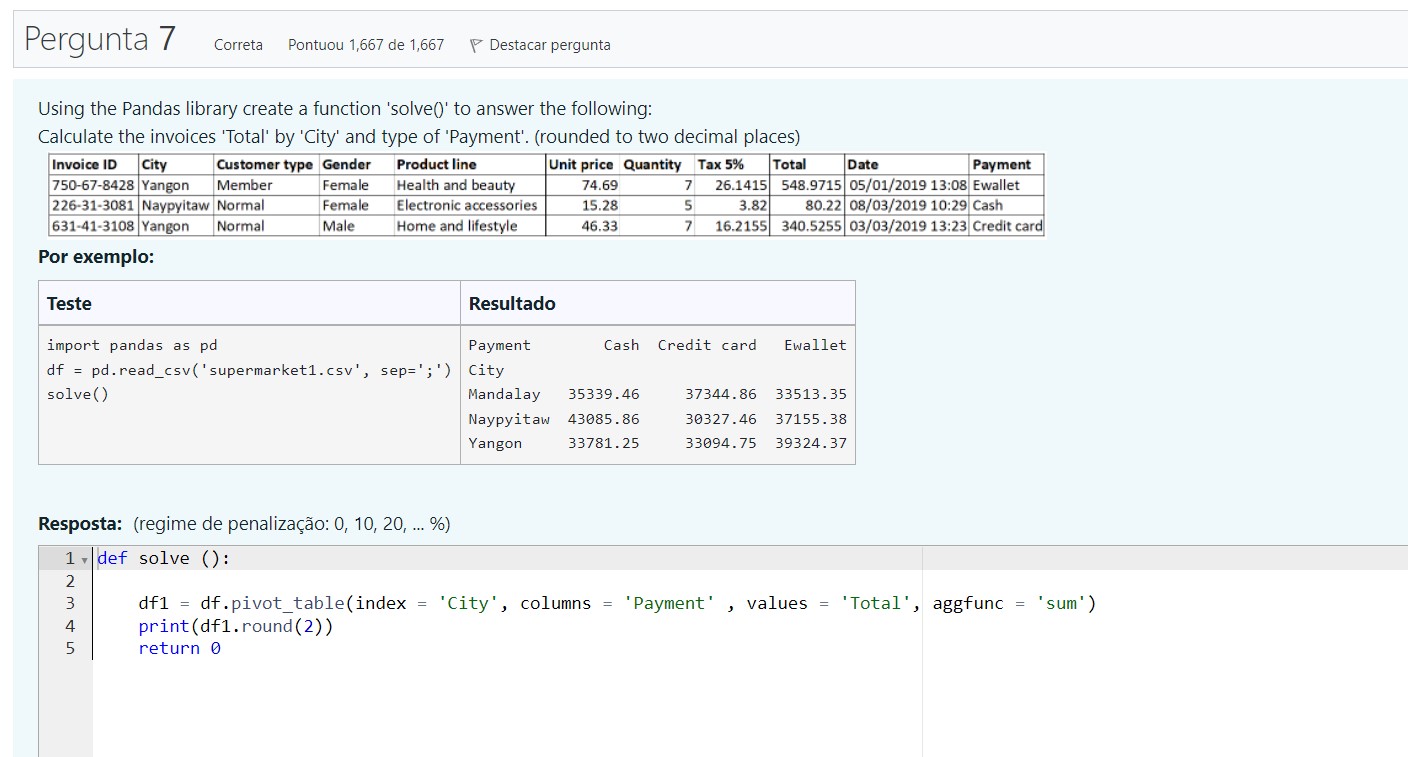 Pergunta 7 Correta Pontuou 1,667 de 1,667 Destacar pergunta
Using the Pandas library create a function 'solve()' to answer the following:
Calculate the invoices 'Total' by 'City' and type of 'Payment'. (rounded to two decimal places)
Invoice ID City Customer type Gender Product line Unit price Quantity Tax 5% Total Date Payment
750-67-8428 Yangon Member Female Health and beauty 74.69 7 26.1415 548.9715 05/01/2019 13:08 Ewallet
226-31-3081 Naypyitaw Normal Female Electronic accessories 15.28 5 3.82 80.22 08/03/2019 10:29 Cash
631-41-3108 Yangon Normal Male Home and lifestyle 46.33 7 16.2155 340.5255 03/03/2019 13:23 Credit card
Por exemplo:
Teste Resultado
import pandas as pd Payment Cash Credit card Ewallet
df = pd.read_csv('supermarket1.csv', sep=';') City
solve() Mandalay 35339.46 37344.86 33513.35
Naypyitaw 43085.86 30327.46 37155.38
Yangon 33781.25 33094.75 39324.37
Resposta: (regime de penalização: 0, 10, 20, ... %)
1 def solve ():
2
3 df1 = df.pivot_table(index = 'City', columns = 'Payment' , values = 'Total', aggfunc = 'sum')
4 print(df1.round(2))
5 return 0